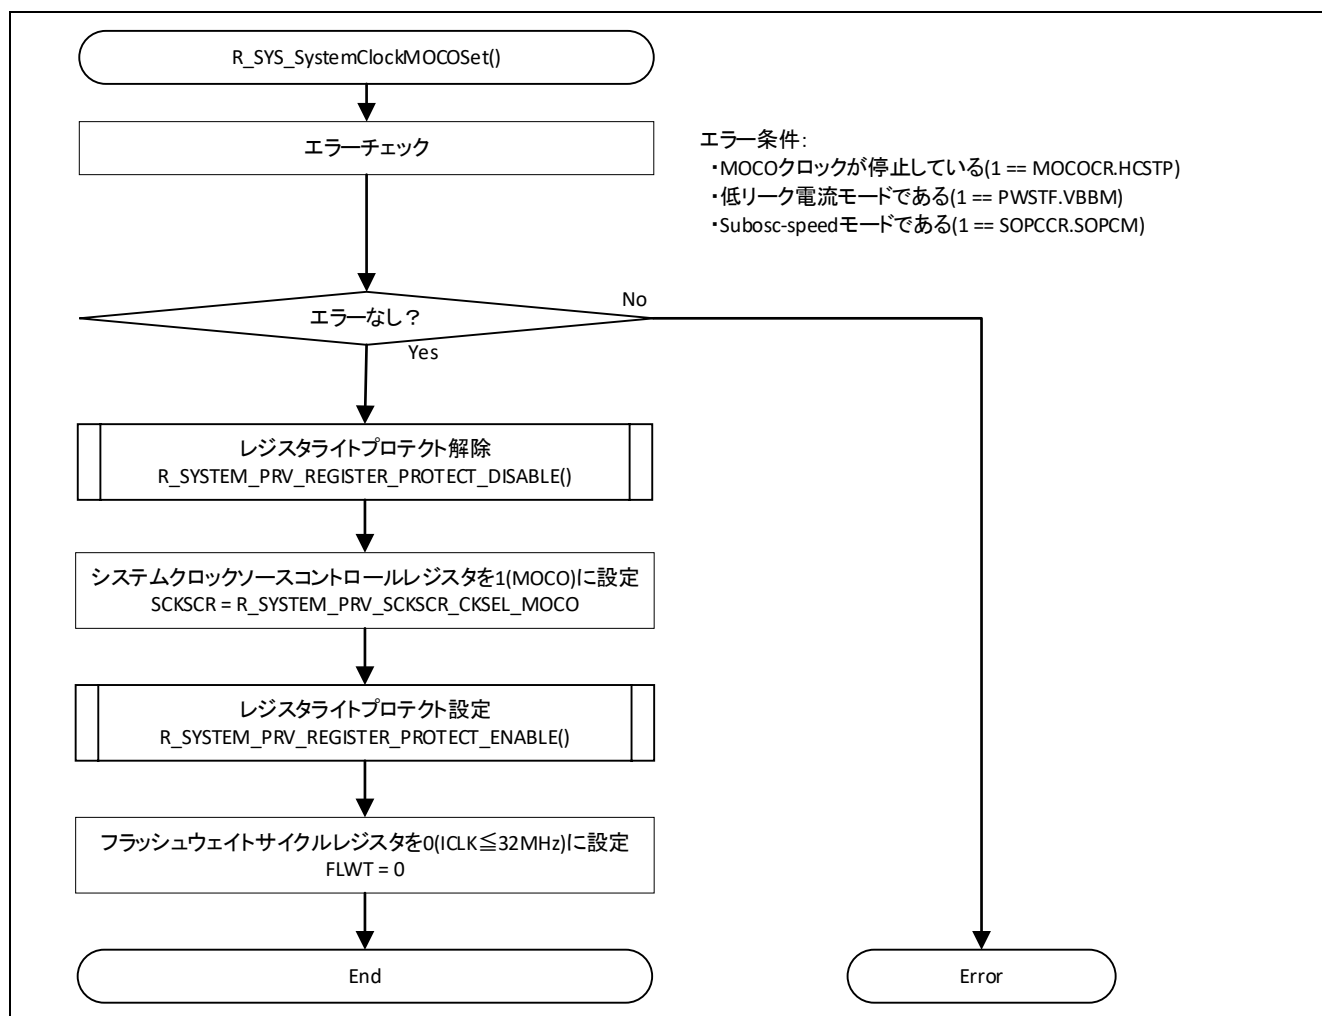 R_SYS_SystemClockMOCOSet()
エラーチェック
エラー条件:
・MOCOクロックが停止している(1 == MOCOCR.HCSTP)
・低リーク電流モードである(1 == PWSTF.VBBM)
・Subosc-speedモードである(1 == SOPCCR.SOPCM)
エラーなし?
No
Yes
レジスタライトプロテクト解除
R_SYSTEM_PRV_REGISTER_PROTECT_DISABLE()
システムクロックソースコントロールレジスタを1(MOCO)に設定
SCKSCR = R_SYSTEM_PRV_SCKSCR_CKSEL_MOCO
レジスタライトプロテクト設定
R_SYSTEM_PRV_REGISTER_PROTECT_ENABLE()
フラッシュウェイトサイクルレジスタを0(ICLK≦32MHz)に設定
FLWT = 0
End
Error